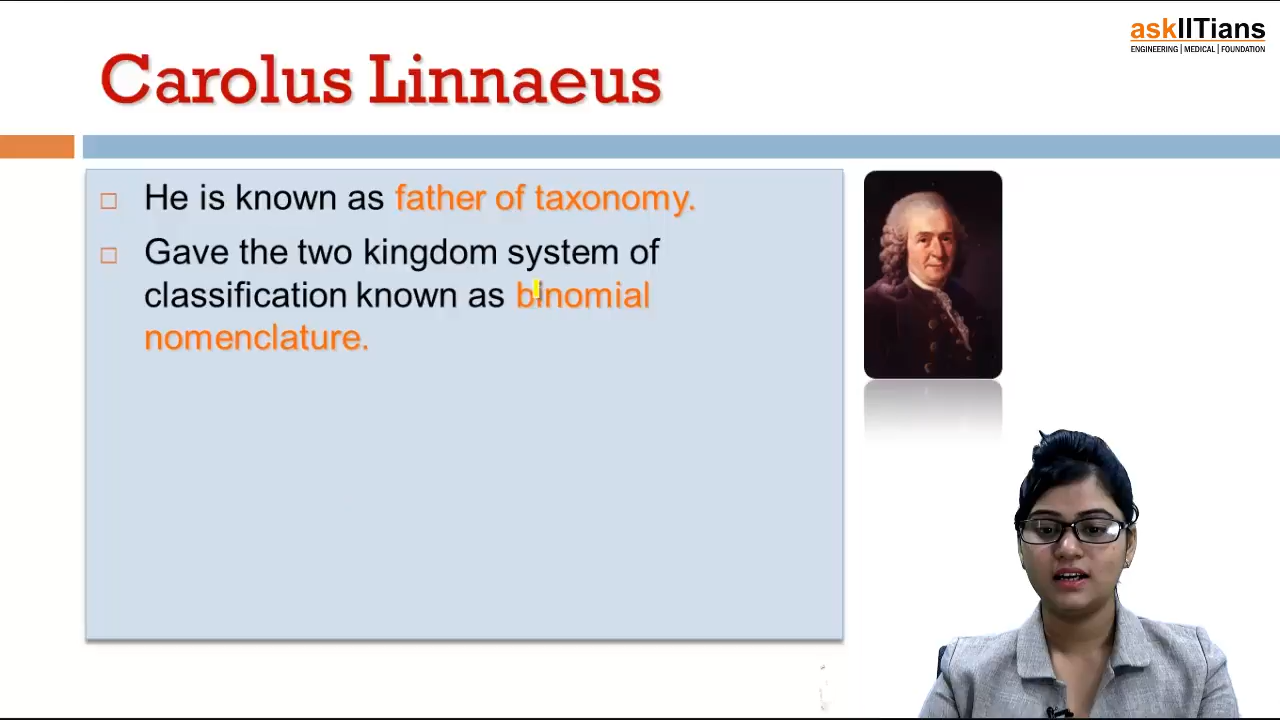 askIITians
ENGINEERING | MEDICAL | FOUNDATION
Carolus Linnaeus
He is known as father of taxonomy.
Gave the two kingdom system of
classification known as binomial
nomenclature.